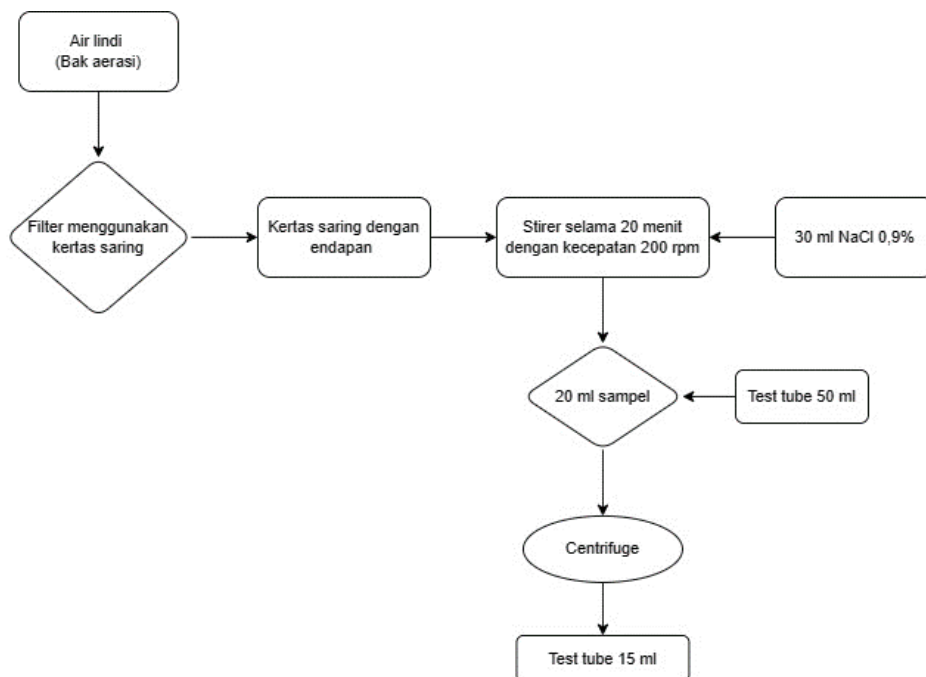 Air lindi
(Bak aerasi)
Filter menggunakan
kertas saring
Kertas saring dengan
endapan
Stirer selama 20 menit
dengan kecepatan 200 rpm
30 ml NaCl 0,9%
20 ml sampel
Test tube 50 ml
Centrifuge
Test tube 15 ml